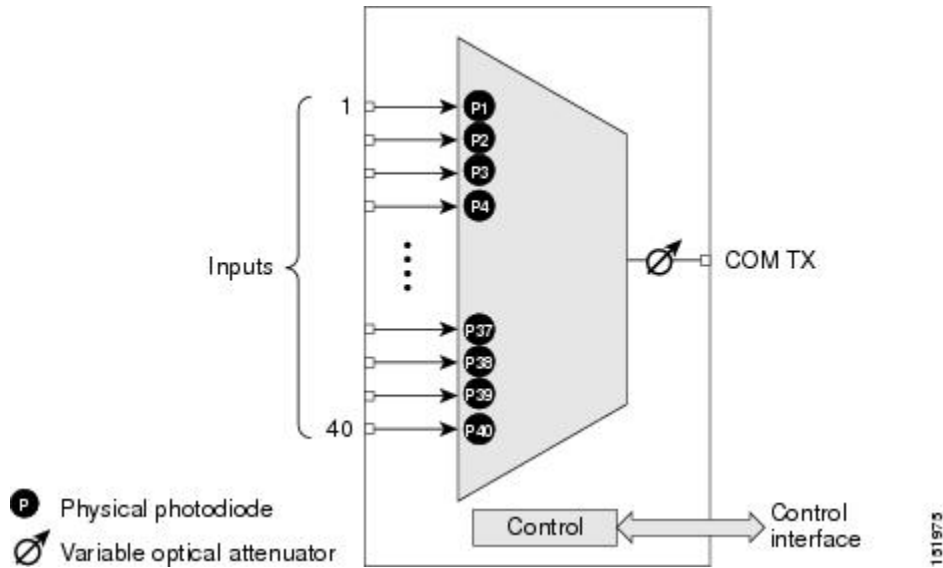 1
P1
P2
P3
P4
Inputs
COM TX
P37
P38
P39
P40
40
P Physical photodiode
Variable optical attenuator
Control
Control
interface
151975